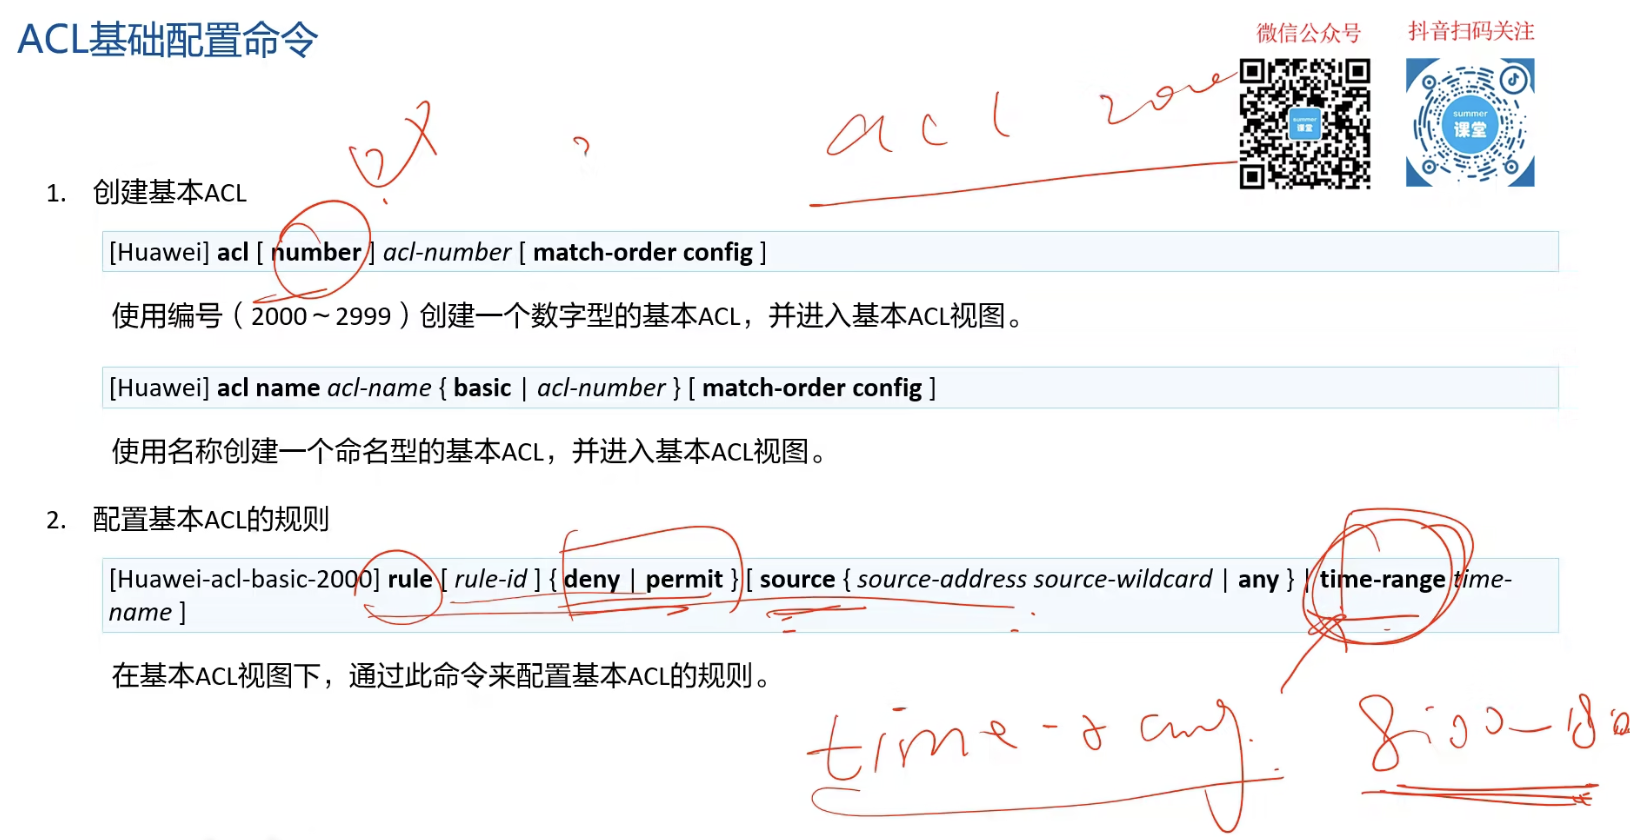 ACL基础配置命令
微信公众号
抖音扫码关注
summer
课堂
summer
课堂
acl
1. 创建基本ACL
[Huawei] acl [ number ] acl-number [ match-order config ]
使用编号（2000～2999）创建一个数字型的基本ACL，并进入基本ACL视图。
[Huawei] acl name acl-name { basic | acl-number } [ match-order config ]
使用名称创建一个命名型的基本ACL，并进入基本ACL视图。
2. 配置基本ACL的规则
[Huawei-acl-basic-2000] rule [ rule-id ] { deny | permit } [ source { source-address source-wildcard | any } | time-range time-
name ]
在基本ACL视图下，通过此命令来配置基本ACL的规则。